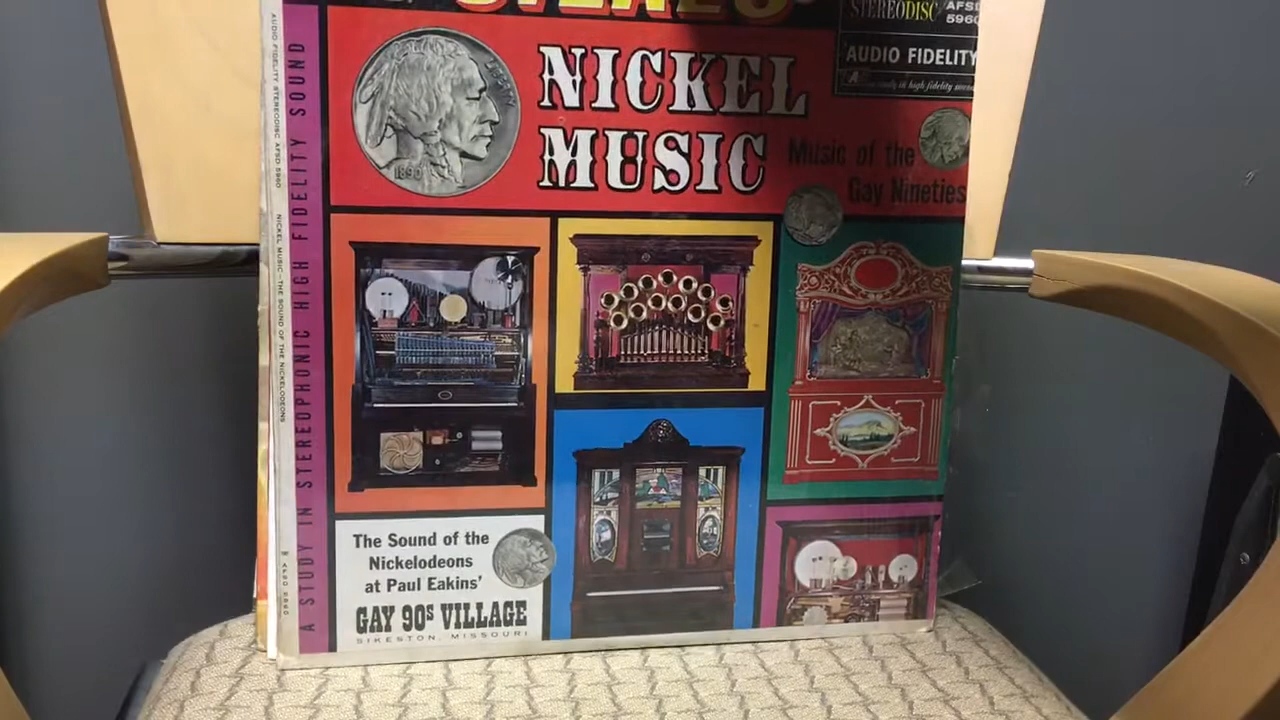 STEREO
STEREODISC
AFSD
5960
AUDIO FIDELITY
NICKEL
MUSIC
Music of the
Gay Nineties
LIBERTY
1890
A STUDY IN STEREOPHONIC HIGH FIDELITY SOUND
AUDIO FIDELITY STEREODISC AFSD 5960 NICKEL MUSIC—THE SOUND OF THE NICKELODEONS
The Sound of the
Nickelodeons
at Paul Eakins'
GAY 90s VILLAGE
SIKESTON, MISSOURI